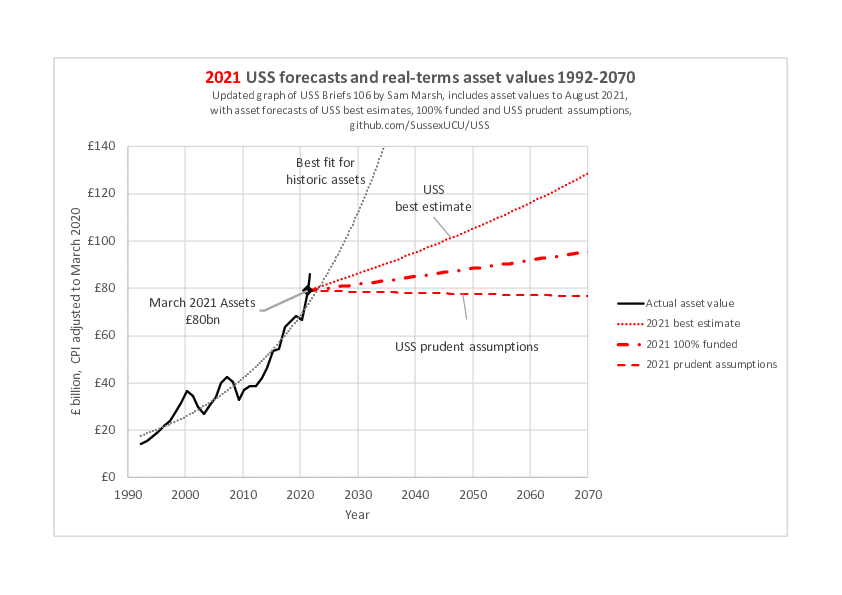 2021 USS forecasts and real-terms asset values 1992-2070
Updated graph of USS Briefs 106 by Sam Marsh, includes asset values to August 2021,
with asset forecasts of USS best estimates, 100% funded and USS prudent assumptions,
github.com/SussexUCU/USS
£ billion, CPI adjusted to March 2020
£140
£120
£100
£80
£60
£40
£20
£0
Best fit for
historic assets
USS
best estimate
March 2021 Assets
£80bn
USS prudent assumptions
Actual asset value
2021 best estimate
2021 100% funded
2021 prudent assumptions
1990 2000 2010 2020 2030 2040 2050 2060 2070
Year